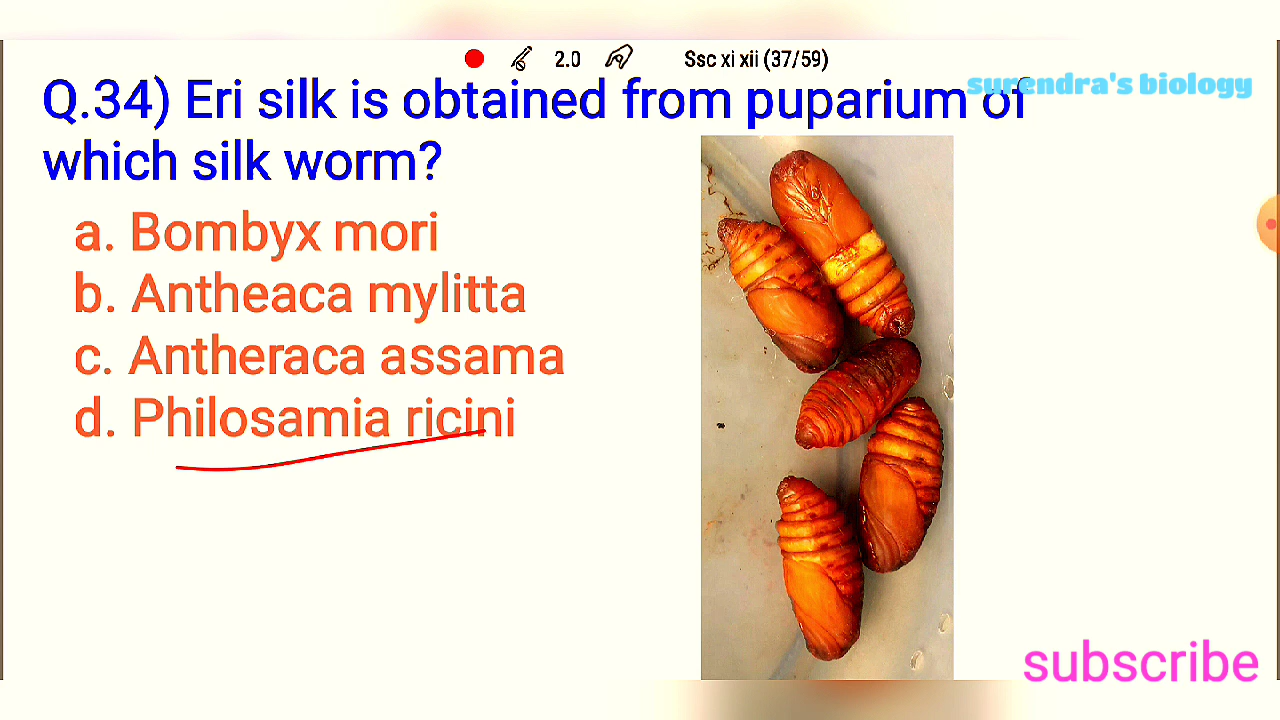 2.0 Ssc xi xii (37/59)
surendra's biology
Q.34) Eri silk is obtained from puparium of
which silk worm?
a. Bombyx mori
b. Antheaca mylitta
c. Antheraca assama
d. Philosamia ricini
subscribe